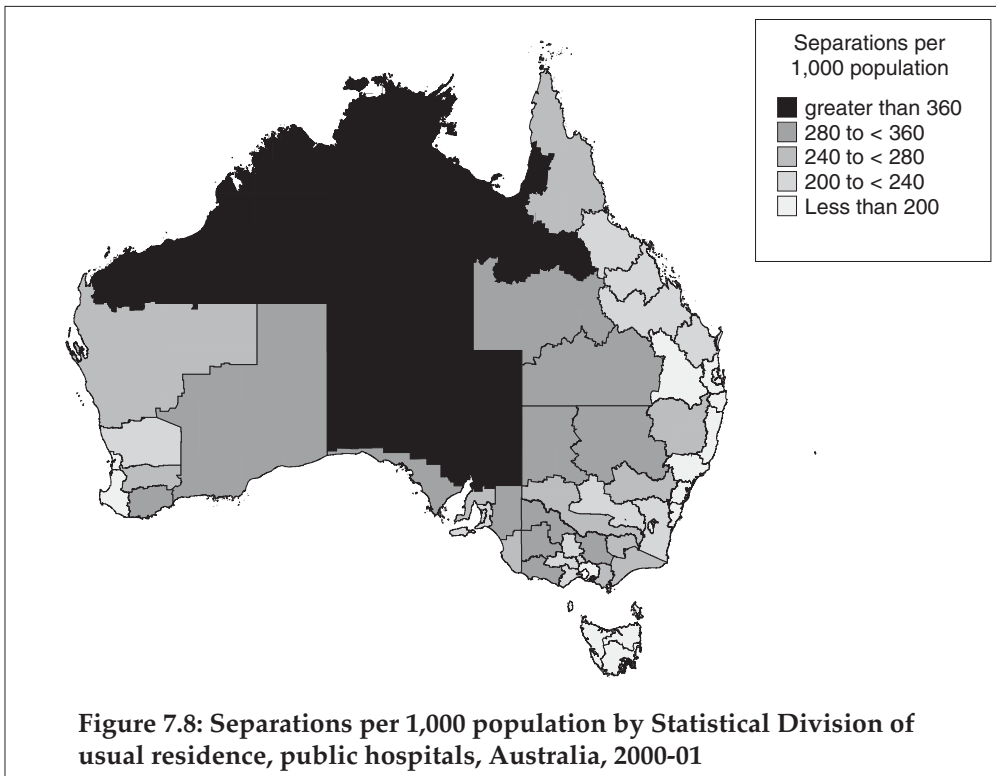 Separations per
1,000 population
greater than 360
280 to < 360
240 to < 280
200 to < 240
Less than 200
Figure 7.8: Separations per 1,000 population by Statistical Division of
usual residence, public hospitals, Australia, 2000-01